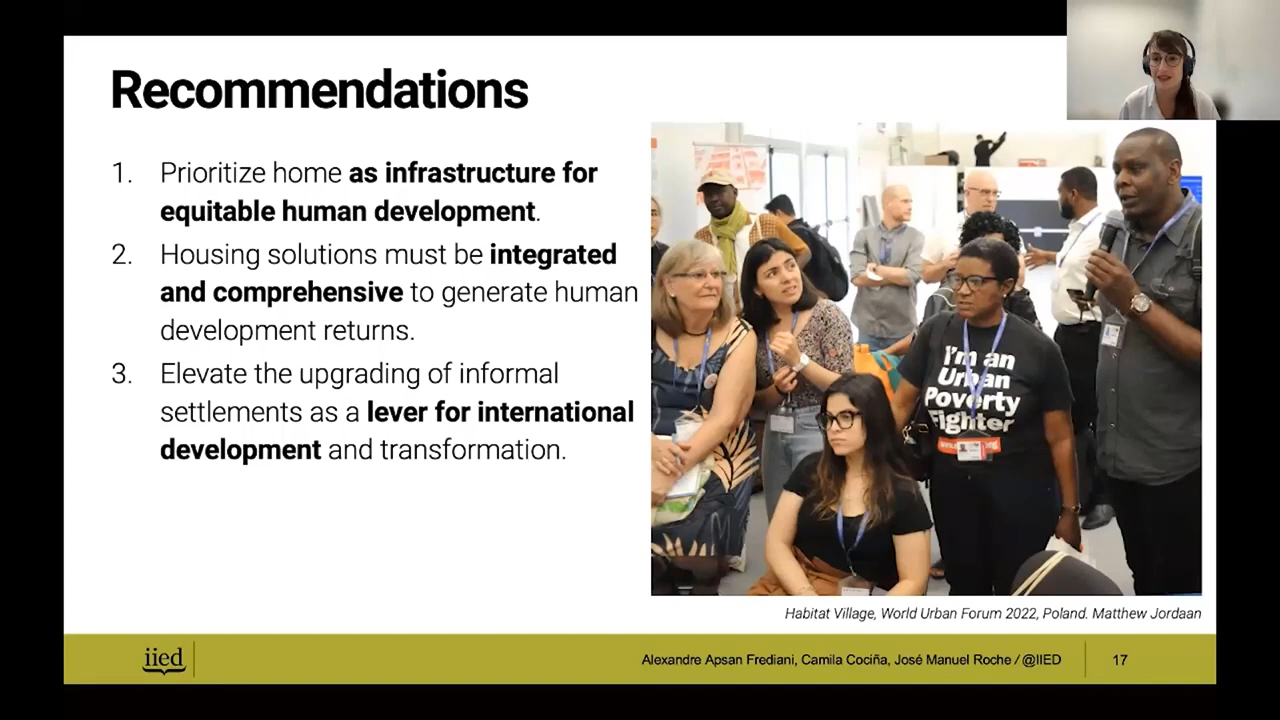 Recommendations
1. Prioritize home as infrastructure for
equitable human development.
2. Housing solutions must be integrated
and comprehensive to generate human
development returns.
3. Elevate the upgrading of informal
settlements as a lever for international
development and transformation.
I'm an
Urban
Poverty
Fighter
Habitat Village, World Urban Forum 2022, Poland. Matthew Jordaan
iied
Alexandre Apsan Frediani, Camila Cociña, José Manuel Roche / @IIED
17